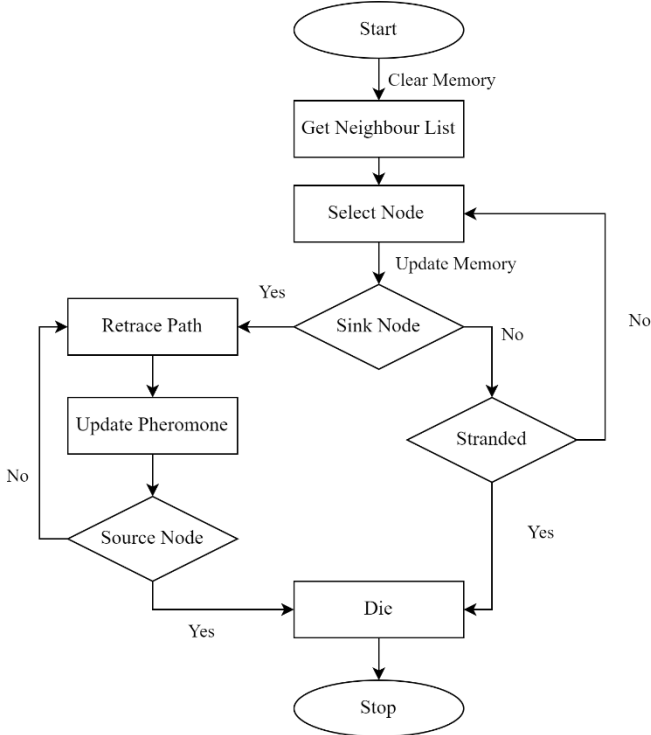 Start
Clear Memory
Get Neighbour List
Select Node
Update Memory
Yes
Retrace Path
Sink Node
No
No
Update Pheromone
Stranded
No
Source Node
Yes
Die
Yes
Stop